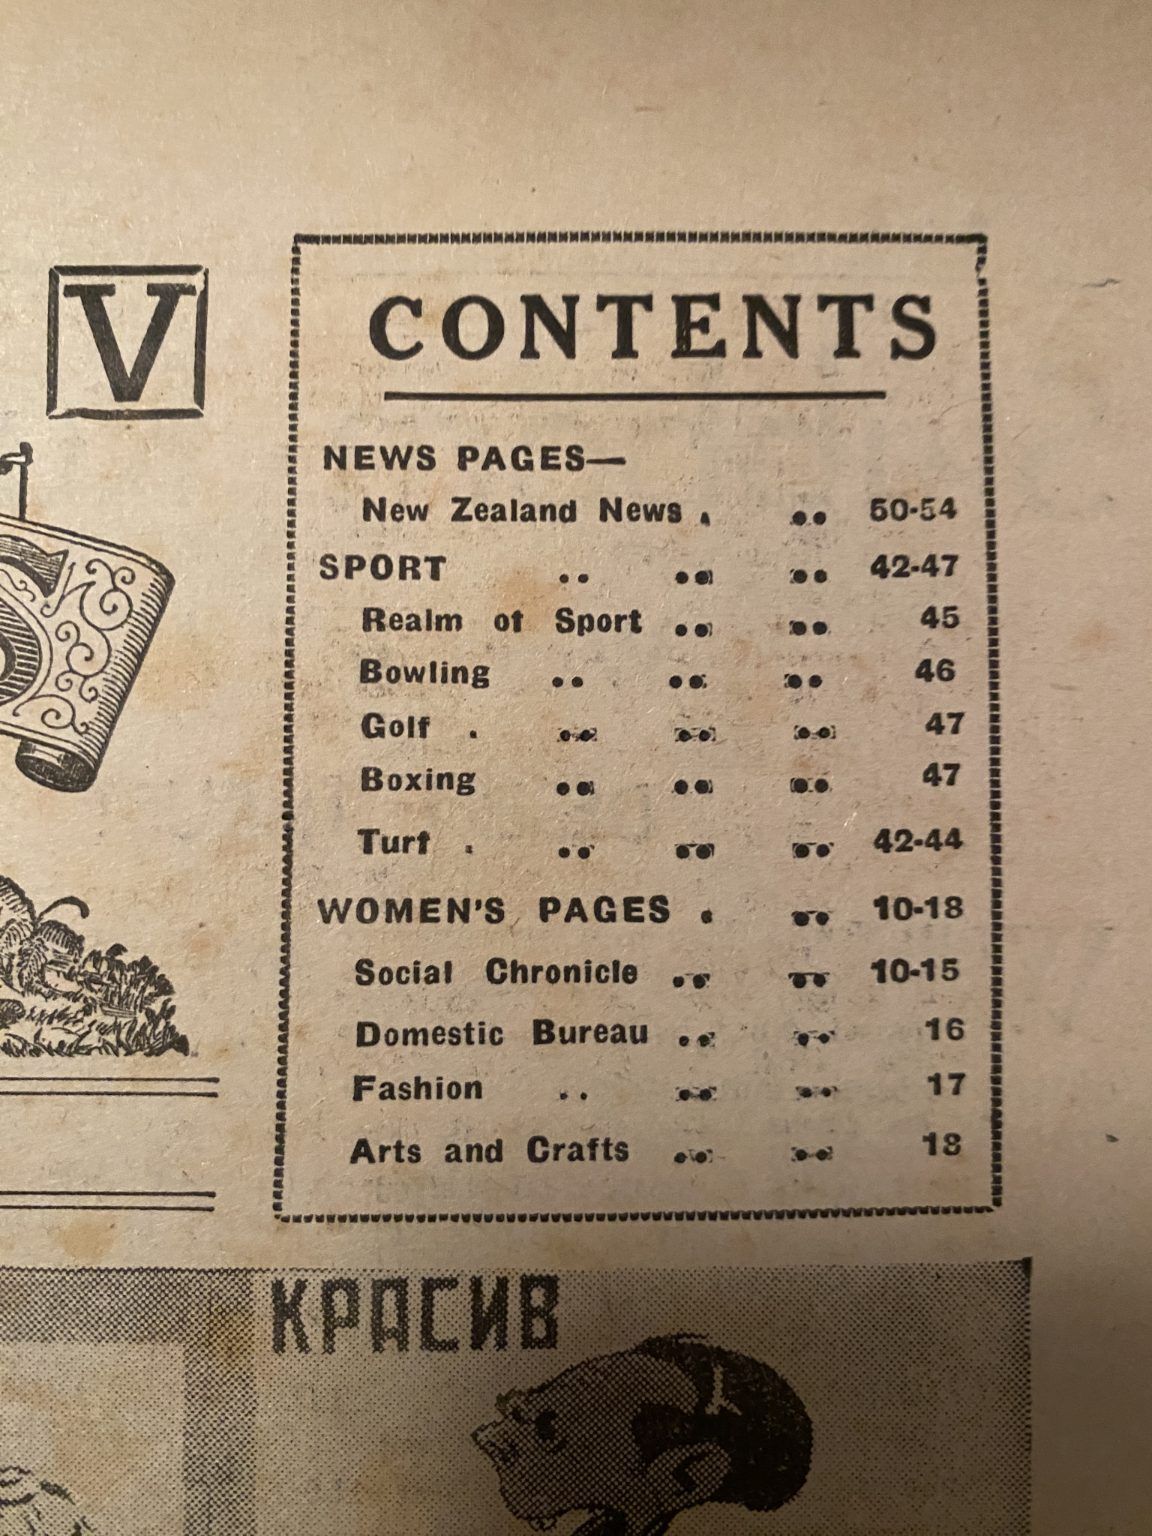 V
CONTENTS
NEWS PAGES—
New Zealand News . .. 50-54
SPORT .. .. .. 42-47
Realm of Sport .. .. 45
Bowling .. .. .. 46
Golf . .. .. .. 47
Boxing .. .. .. 47
Turf . .. .. .. 42-44
WOMEN'S PAGES . .. 10-18
Social Chronicle .. .. 10-15
Domestic Bureau .. .. 16
Fashion .. .. .. 17
Arts and Crafts .. .. 18
КРАСИВ